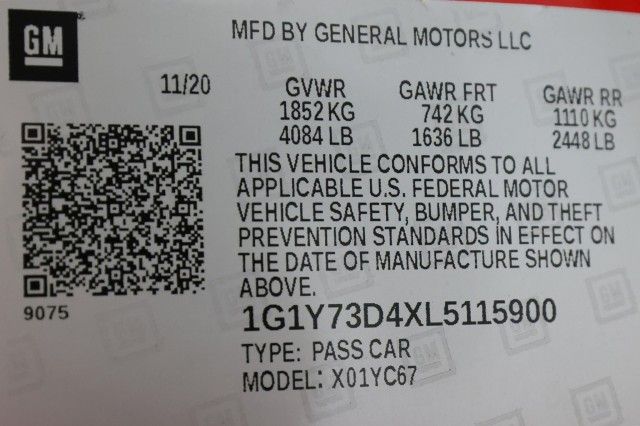 GM
MFD BY GENERAL MOTORS LLC
11/20
GVWR GAWR FRT GAWR RR
1852 KG 742 KG 1110 KG
4084 LB 1636 LB 2448 LB
THIS VEHICLE CONFORMS TO ALL
APPLICABLE U.S. FEDERAL MOTOR
VEHICLE SAFETY, BUMPER, AND THEFT
PREVENTION STANDARDS IN EFFECT ON
THE DATE OF MANUFACTURE SHOWN
ABOVE.
9075
1G1Y73D4XL5115900
TYPE: PASS CAR
MODEL: X01YC67